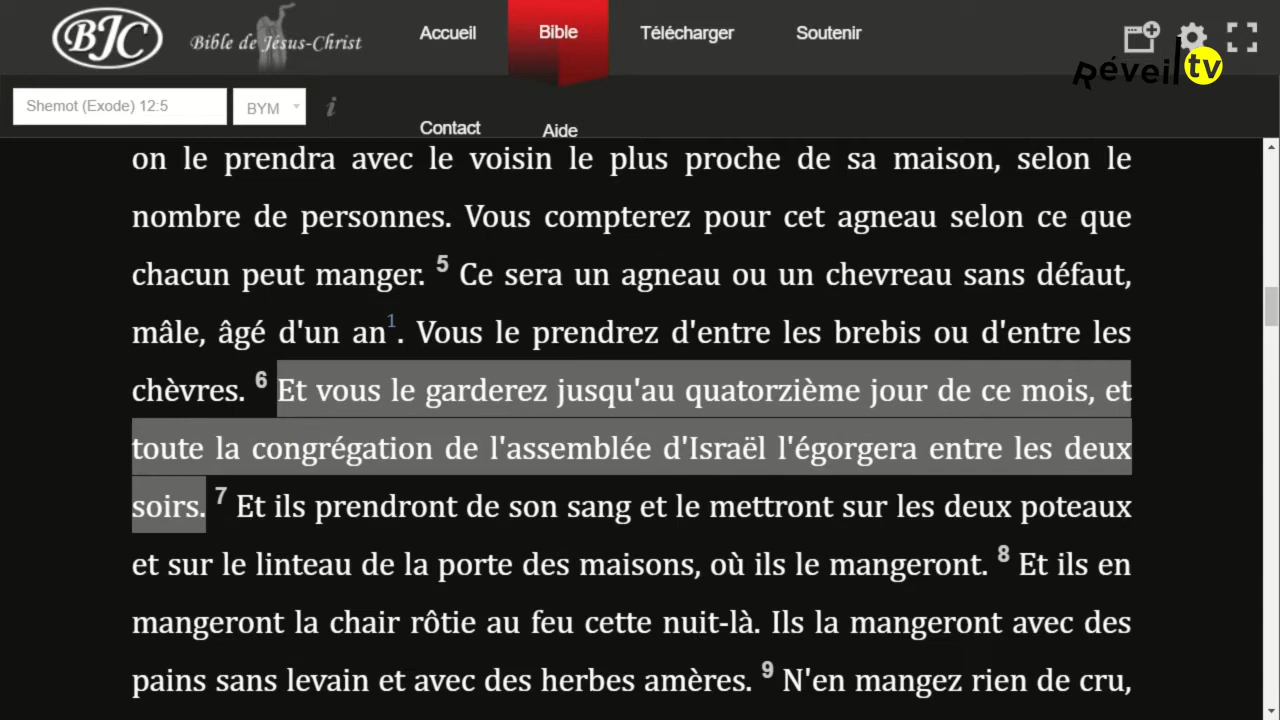 BJC
Bible de Jésus-Christ
Accueil
Bible
Télécharger
Soutenir
Réveil tv
Shemot (Exode) 12:5
BYM
i
Contact
Aide
on le prendra avec le voisin le plus proche de sa maison, selon le
nombre de personnes. Vous compterez pour cet agneau selon ce que
chacun peut manger. 5 Ce sera un agneau ou un chevreau sans défaut,
mâle, âgé d'un an1. Vous le prendrez d'entre les brebis ou d'entre les
chèvres. 6 Et vous le garderez jusqu'au quatorzième jour de ce mois, et
toute la congrégation de l'assemblée d'Israël l'égorgera entre les deux
soirs. 7 Et ils prendront de son sang et le mettront sur les deux poteaux
et sur le linteau de la porte des maisons, où ils le mangeront. 8 Et ils en
mangeront la chair rôtie au feu cette nuit-là. Ils la mangeront avec des
pains sans levain et avec des herbes amères. 9 N'en mangez rien de cru,